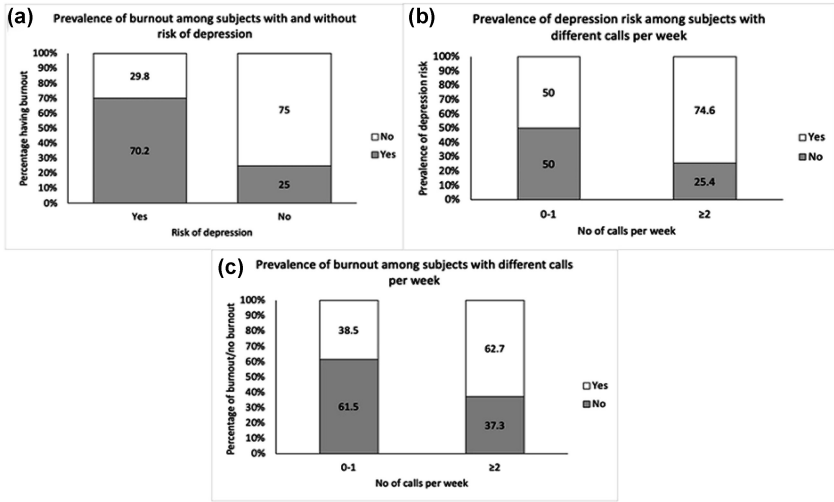 (a)
Prevalence of burnout among subjects with and without
risk of depression
Percentage having burnout
100%
90%
80%
70%
60%
50%
40%
30%
20%
10%
0%
29.8
70.2
75
25
No
Yes
Yes
No
Risk of depression
(b)
Prevalence of depression risk among subjects with
different calls per week
Prevalence of depression risk
100%
90%
80%
70%
60%
50%
40%
30%
20%
10%
0%
50
50
74.6
25.4
Yes
No
0-1
≥2
No of calls per week
(c)
Prevalence of burnout among subjects with different calls
per week
Percentage of burnout/no burnout
100%
90%
80%
70%
60%
50%
40%
30%
20%
10%
0%
38.5
61.5
62.7
37.3
Yes
No
0-1
≥2
No of calls per week